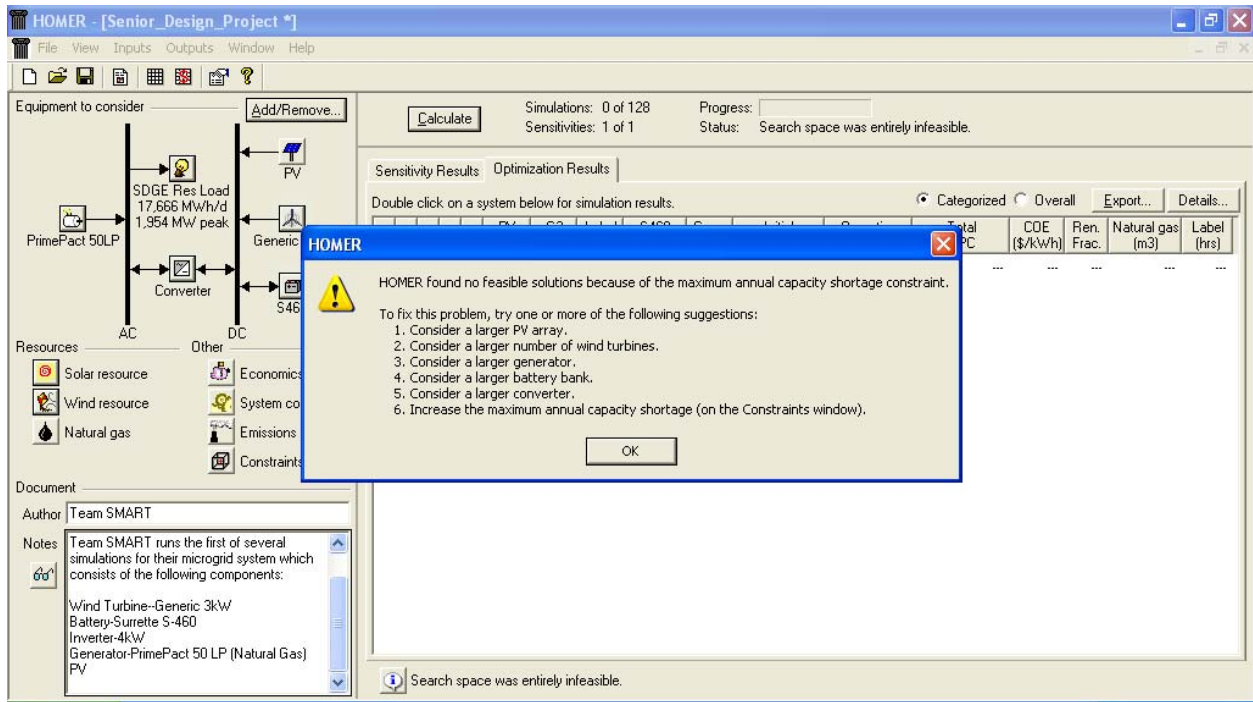 HOMER - [Senior_Design_Project *]
File View Inputs Outputs Window Help
Equipment to consider
Add/Remove...
PV
SDGE Res Load
17,666 MWh/d
1,954 MW peak
PrimePact 50LP
Generic
Converter
S46
AC
DC
Resources
Other
Solar resource
Economics
Wind resource
System co
Natural gas
Emissions
Constraints
Document
Author
Team SMART
Notes
Team SMART runs the first of several
simulations for their microgrid system which
consists of the following components:
Wind Turbine--Generic 3kW
Battery-Surrette S-460
Inverter-4kW
Generator-PrimePact 50 LP (Natural Gas)
PV
Calculate
Simulations: 0 of 128
Progress:
Sensitivities: 1 of 1
Status: Search space was entirely infeasible.
Sensitivity Results
Optimization Results
Double click on a system below for simulation results.
Categorized
Overall
Export...
Details...
COE
($/kWh)
Ren.
Frac.
Natural gas
(m3)
Label
(hrs)
... ... ... ... ...
HOMER
HOMER found no feasible solutions because of the maximum annual capacity shortage constraint.
To fix this problem, try one or more of the following suggestions:
1. Consider a larger PV array.
2. Consider a larger number of wind turbines.
3. Consider a larger generator.
4. Consider a larger battery bank.
5. Consider a larger converter.
6. Increase the maximum annual capacity shortage (on the Constraints window).
OK
Search space was entirely infeasible.